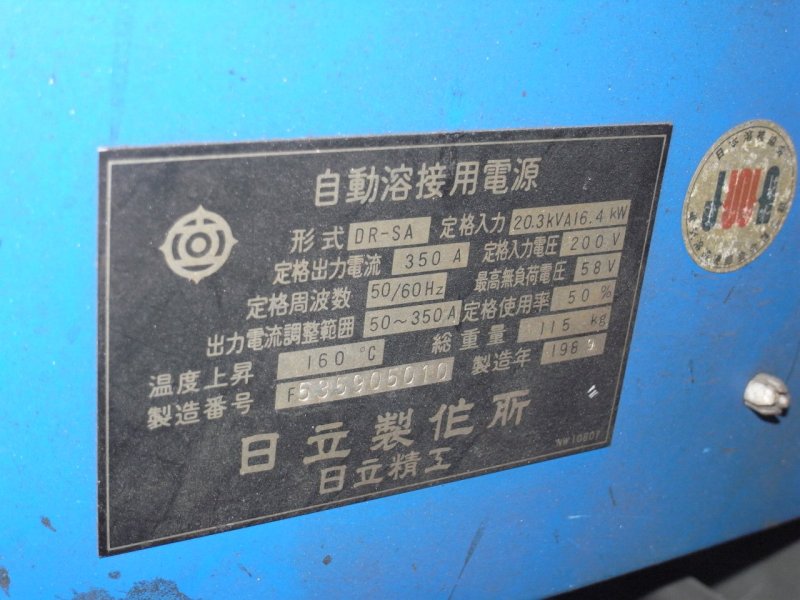 自動溶接用電源
形式 DR-SA 定格入力 20.3kVA16.4kW
定格出力電流 350A 定格入力電圧 200V
定格周波数 50/60Hz 最高無負荷電圧 58V
出力電流調整範囲 50～350A 定格使用率 50%
温度上昇 160℃ 総重量 115kg
製造番号 F535905010 製造年 198
日立製作所
日立精工
NW10807